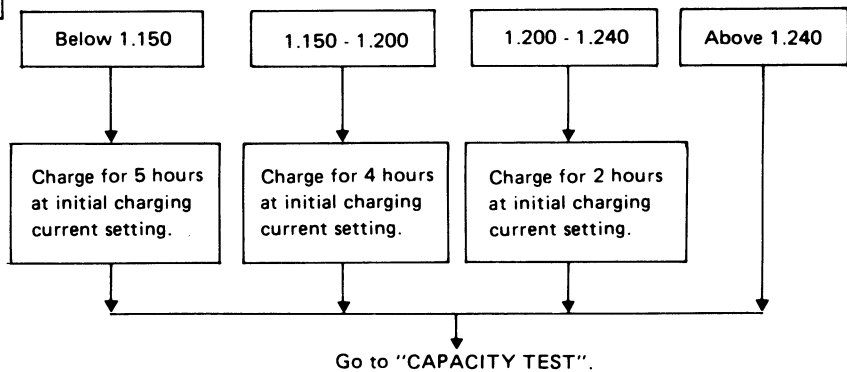 Below 1.150
1.150 - 1.200
1.200 - 1.240
Above 1.240
Charge for 5 hours
at initial charging
current setting.
Charge for 4 hours
at initial charging
current setting.
Charge for 2 hours
at initial charging
current setting.
Go to "CAPACITY TEST".